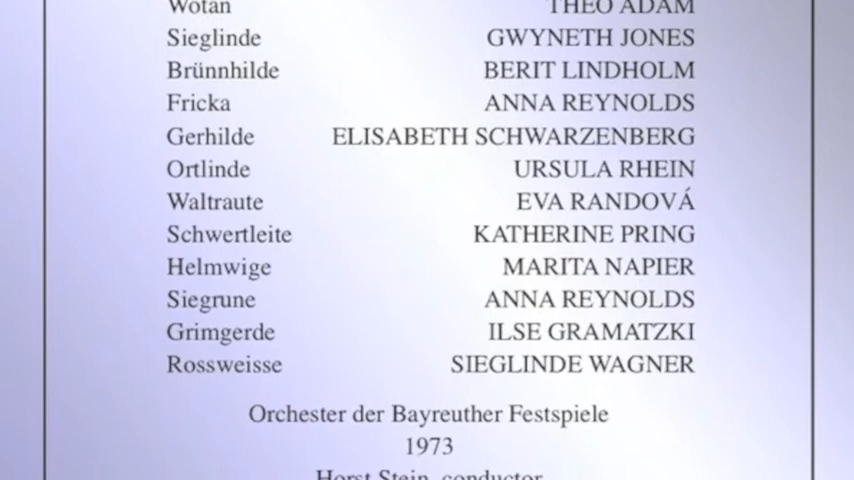 Wotan THEO ADAM
Sieglinde GWYNETH JONES
Brünnhilde BERIT LINDHOLM
Fricka ANNA REYNOLDS
Gerhilde ELISABETH SCHWARZENBERG
Ortlinde URSULA RHEIN
Waltraute EVA RANDOVÁ
Schwertleite KATHERINE PRING
Helmwige MARITA NAPIER
Siegrune ANNA REYNOLDS
Grimgerde ILSE GRAMATZKI
Rossweisse SIEGLINDE WAGNER
Orchester der Bayreuther Festspiele
1973
Horst Stein, conductor